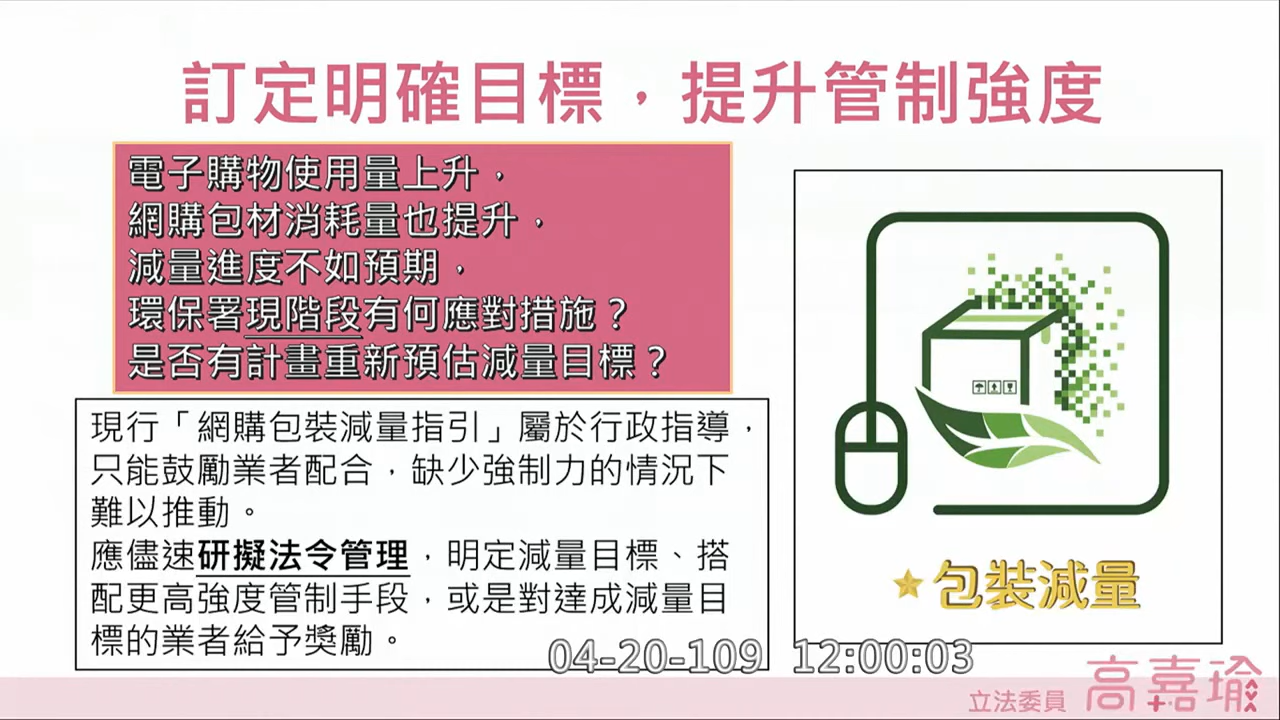 訂定明確目標，提升管制強度
電子購物使用量上升，
網購包材消耗量也提升，
減量進度不如預期，
環保署現階段有何應對措施？
是否有計畫重新預估減量目標？
現行「網購包裝減量指引」屬於行政指導，
只能鼓勵業者配合，缺少強制力的情況下
難以推動。
應儘速研擬法令管理，明定減量目標、搭
配更高強度管制手段，或是對達成減量目
標的業者給予獎勵。
包裝減量
04-20-109 12:00:03
立法委員 高嘉瑜